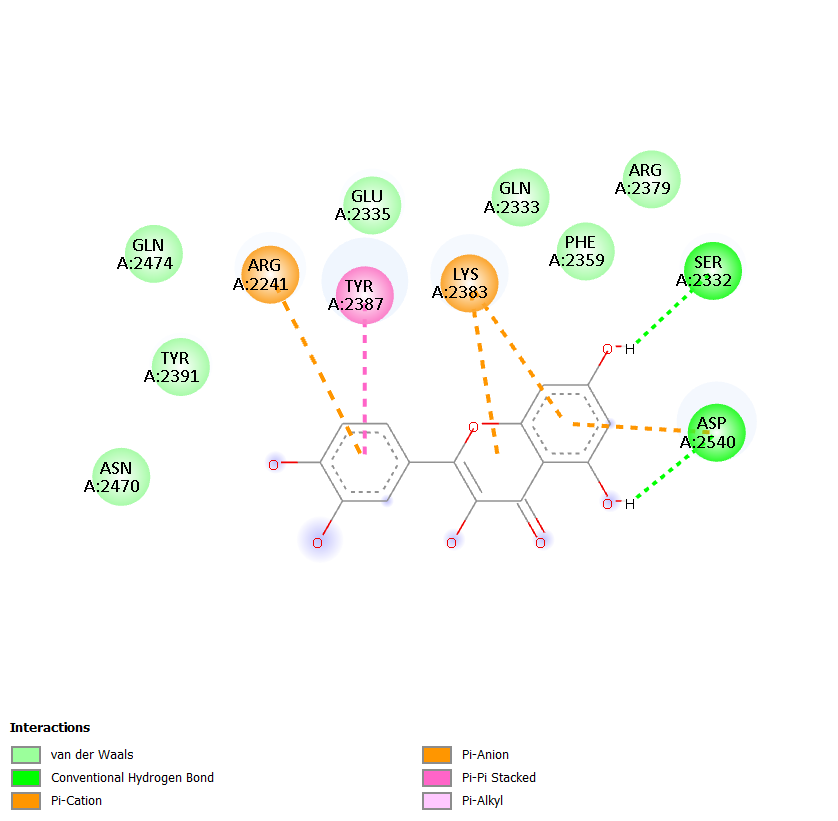 ARG
A:2379
GLN
A:2333
GLU
A:2335
GLN
A:2474
PHE
A:2359
ARG
A:2241
TYR
A:2387
LYS
A:2383
SER
A:2332
TYR
A:2391
O H
O
ASP
A:2540
O
ASN
A:2470
O H
O O O
Interactions
van der Waals
Conventional Hydrogen Bond
Pi-Cation
Pi-Anion
Pi-Pi Stacked
Pi-Alkyl